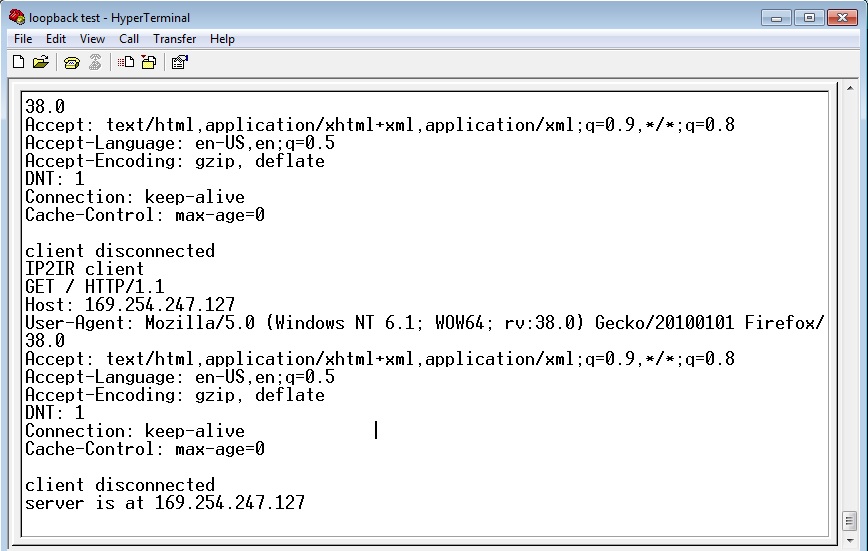 loopback test - HyperTerminal
File Edit View Call Transfer Help
38.0
Accept: text/html,application/xhtml+xml,application/xml;q=0.9,*/*;q=0.8
Accept-Language: en-US,en;q=0.5
Accept-Encoding: gzip, deflate
DNT: 1
Connection: keep-alive
Cache-Control: max-age=0
client disconnected
IP2IR client
GET / HTTP/1.1
Host: 169.254.247.127
User-Agent: Mozilla/5.0 (Windows NT 6.1; WOW64; rv:38.0) Gecko/20100101 Firefox/
38.0
Accept: text/html,application/xhtml+xml,application/xml;q=0.9,*/*;q=0.8
Accept-Language: en-US,en;q=0.5
Accept-Encoding: gzip, deflate
DNT: 1
Connection: keep-alive
Cache-Control: max-age=0
client disconnected
server is at 169.254.247.127